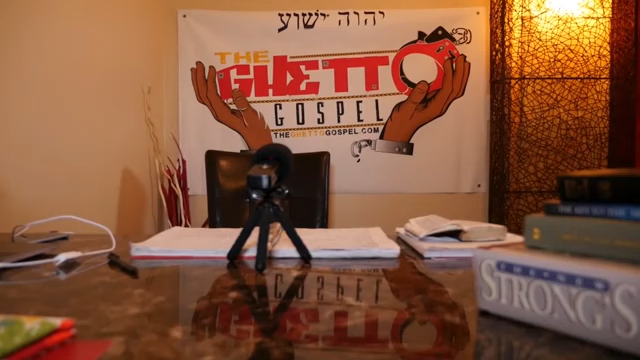 יהוה ישוע
THE
GHETTO
GOSPEL
THEGHETTOGOSPEL.COM
STRONG'S